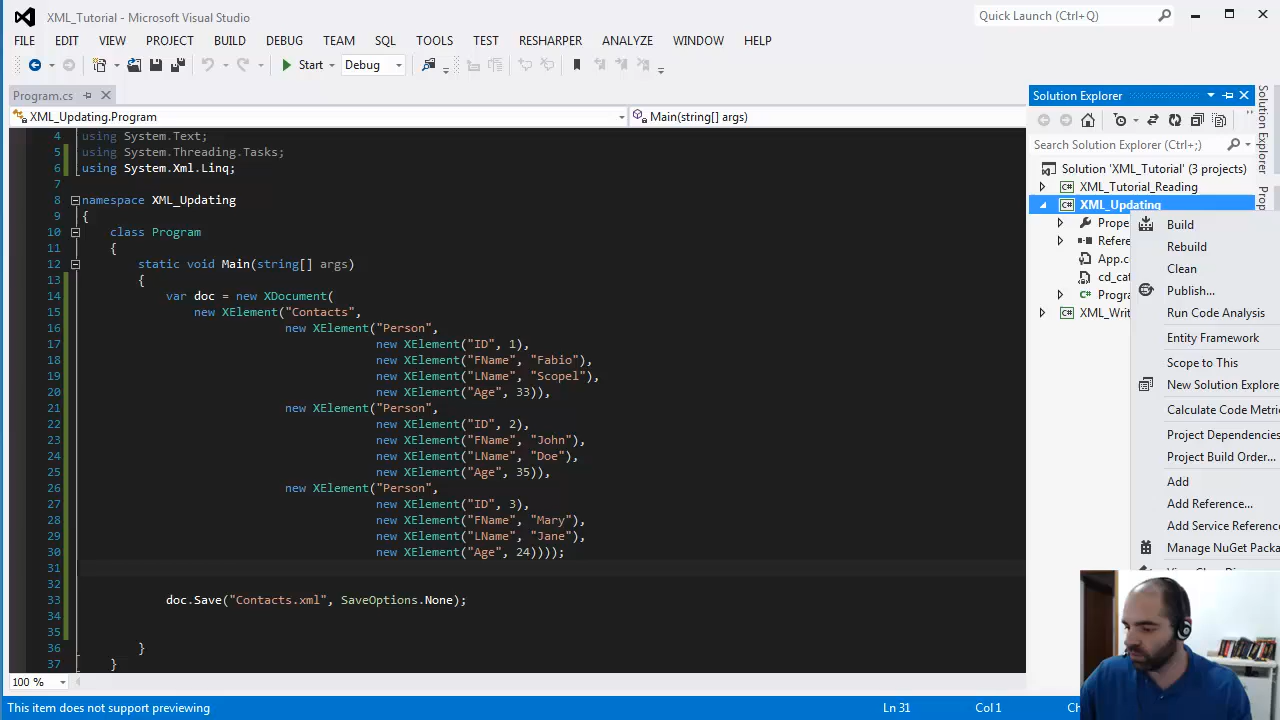 XML_Tutorial - Microsoft Visual Studio
Quick Launch (Ctrl+Q)
FILE EDIT VIEW PROJECT BUILD DEBUG TEAM SQL TOOLS TEST RESHARPER ANALYZE WINDOW HELP
Start Debug
Program.cs
XML_Updating.Program
Main(string[] args)
4 using System.Text;
5 using System.Threading.Tasks;
6 using System.Xml.Linq;
7
8 namespace XML_Updating
9 {
10 class Program
11 {
12 static void Main(string[] args)
13 {
14 var doc = new XDocument(
15 new XElement("Contacts",
16 new XElement("Person",
17 new XElement("ID", 1),
18 new XElement("FName", "Fabio"),
19 new XElement("LName", "Scopel"),
20 new XElement("Age", 33)),
21 new XElement("Person",
22 new XElement("ID", 2),
23 new XElement("FName", "John"),
24 new XElement("LName", "Doe"),
25 new XElement("Age", 35)),
26 new XElement("Person",
27 new XElement("ID", 3),
28 new XElement("FName", "Mary"),
29 new XElement("LName", "Jane"),
30 new XElement("Age", 24))));
31
32
33 doc.Save("Contacts.xml", SaveOptions.None);
34
35
36 }
37 }
100 %
Solution Explorer
Search Solution Explorer (Ctrl+;)
Solution 'XML_Tutorial' (3 projects)
XML_Tutorial_Reading
XML_Updating
Prope
Refere
App.c
cd_cat
Progra
XML_Writ
Build
Rebuild
Clean
Publish...
Run Code Analysis
Entity Framework
Scope to This
New Solution Explore
Calculate Code Metri
Project Dependencies
Project Build Order...
Add
Add Reference...
Add Service Referenc
Manage NuGet Packa
Solution Explorer
Prop
This item does not support previewing
Ln 31
Col 1